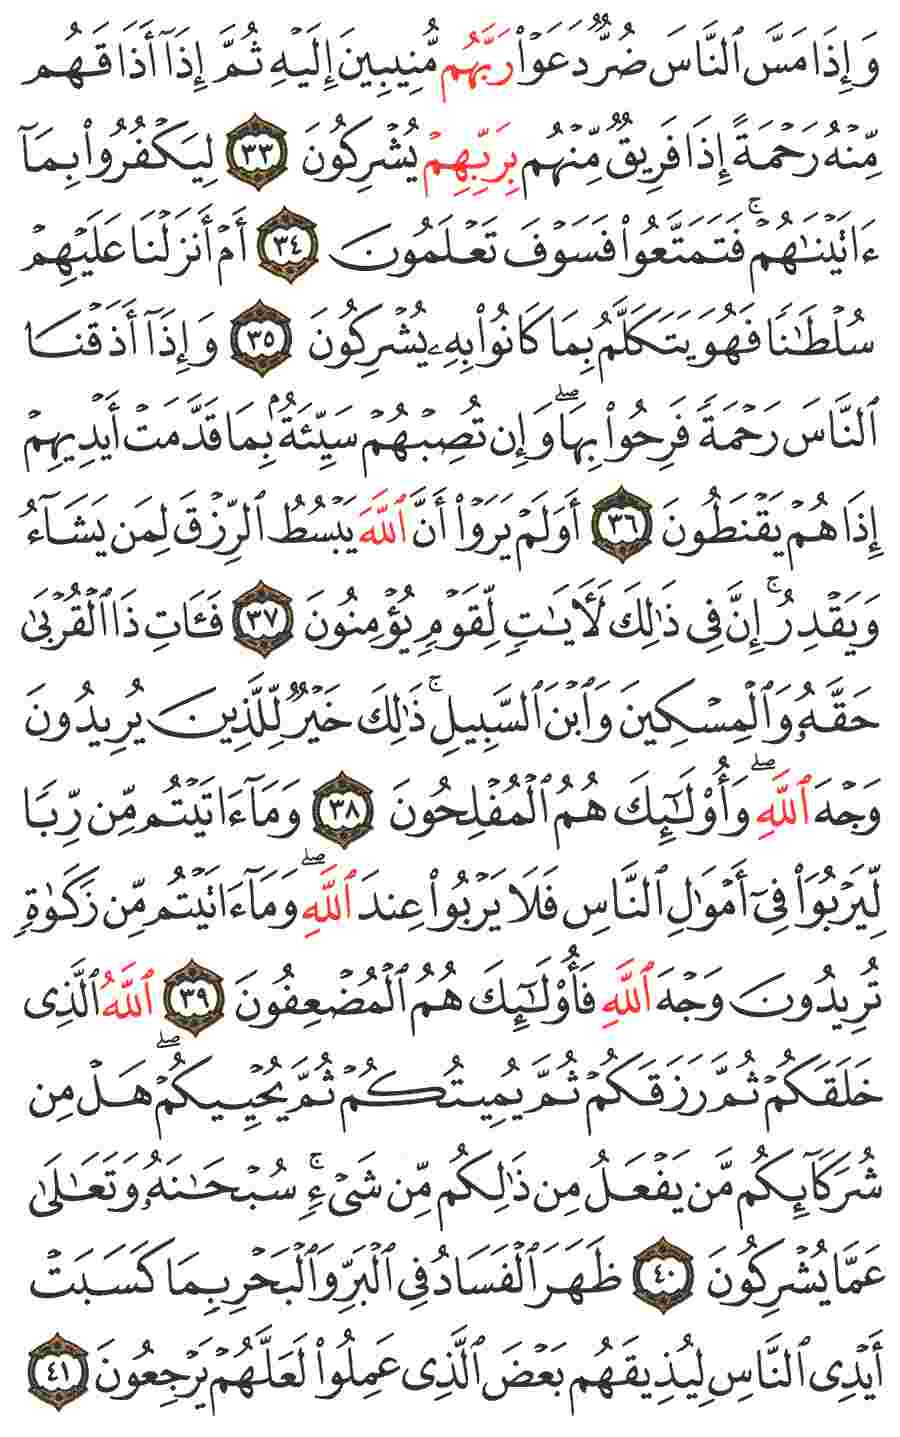 وَإِذَا مَسَّ ٱلنَّاسَ ضُرٌّ دَعَوۡاْ رَبَّهُم مُّنِيبِينَ إِلَيۡهِ ثُمَّ إِذَآ أَذَاقَهُم
مِّنۡهُ رَحۡمَةً إِذَا فَرِيقٌ مِّنۡهُم بِرَبِّهِمۡ يُشۡرِكُونَ ٣٣ لِيَكۡفُرُواْ بِمَآ
ءَاتَيۡنَٰهُمۡۚ فَتَمَتَّعُواْ فَسَوۡفَ تَعۡلَمُونَ ٣٤ أَمۡ أَنزَلۡنَا عَلَيۡهِمۡ
سُلۡطَٰنٗا فَهُوَ يَتَكَلَّمُ بِمَا كَانُواْ بِهِۦ يُشۡرِكُونَ ٣٥ وَإِذَآ أَذَقۡنَا
ٱلنَّاسَ رَحۡمَةٗ فَرِحُواْ بِهَاۖ وَإِن تُصِبۡهُمۡ سَيِّئَةُۢ بِمَا قَدَّمَتۡ أَيۡدِيهِمۡ
إِذَا هُمۡ يَقۡنَطُونَ ٣٦ أَوَلَمۡ يَرَوۡاْ أَنَّ ٱللَّهَ يَبۡسُطُ ٱلرِّزۡقَ لِمَن يَشَآءُ
وَيَقۡدِرُۚ إِنَّ فِي ذَٰلِكَ لَأٓيَٰتٖ لِّقَوۡمٖ يُؤۡمِنُونَ ٣٧ فَـَٔاتِ ذَا ٱلۡقُرۡبَىٰ
حَقَّهُۥ وَٱلۡمِسۡكِينَ وَٱبۡنَ ٱلسَّبِيلِۚ ذَٰلِكَ خَيۡرٞ لِّلَّذِينَ يُرِيدُونَ
وَجۡهَ ٱللَّهِۖ وَأُوْلَٰٓئِكَ هُمُ ٱلۡمُفۡلِحُونَ ٣٨ وَمَآ ءَاتَيۡتُم مِّن رِّبٗا
لِّيَرۡبُوَاْ فِيٓ أَمۡوَٰلِ ٱلنَّاسِ فَلَا يَرۡبُواْ عِندَ ٱللَّهِۖ وَمَآ ءَاتَيۡتُم مِّن زَكَوٰةٖ
تُرِيدُونَ وَجۡهَ ٱللَّهِ فَأُوْلَٰٓئِكَ هُمُ ٱلۡمُضۡعِفُونَ ٣٩ ٱللَّهُ ٱلَّذِي
خَلَقَكُمۡ ثُمَّ رَزَقَكُمۡ ثُمَّ يُمِيتُكُمۡ ثُمَّ يُحۡيِيكُمۡۖ هَلۡ مِن
شُرَكَآئِكُم مَّن يَفۡعَلُ مِن ذَٰلِكُم مِّن شَيۡءٖۚ سُبۡحَٰنَهُۥ وَتَعَٰلَىٰ
عَمَّا يُشۡرِكُونَ ٤٠ ظَهَرَ ٱلۡفَسَادُ فِي ٱلۡبَرِّ وَٱلۡبَحۡرِ بِمَا كَسَبَتۡ
أَيۡدِي ٱلنَّاسِ لِيُذِيقَهُم بَعۡضَ ٱلَّذِي عَمِلُواْ لَعَلَّهُمۡ يَرۡجِعُونَ ٤١